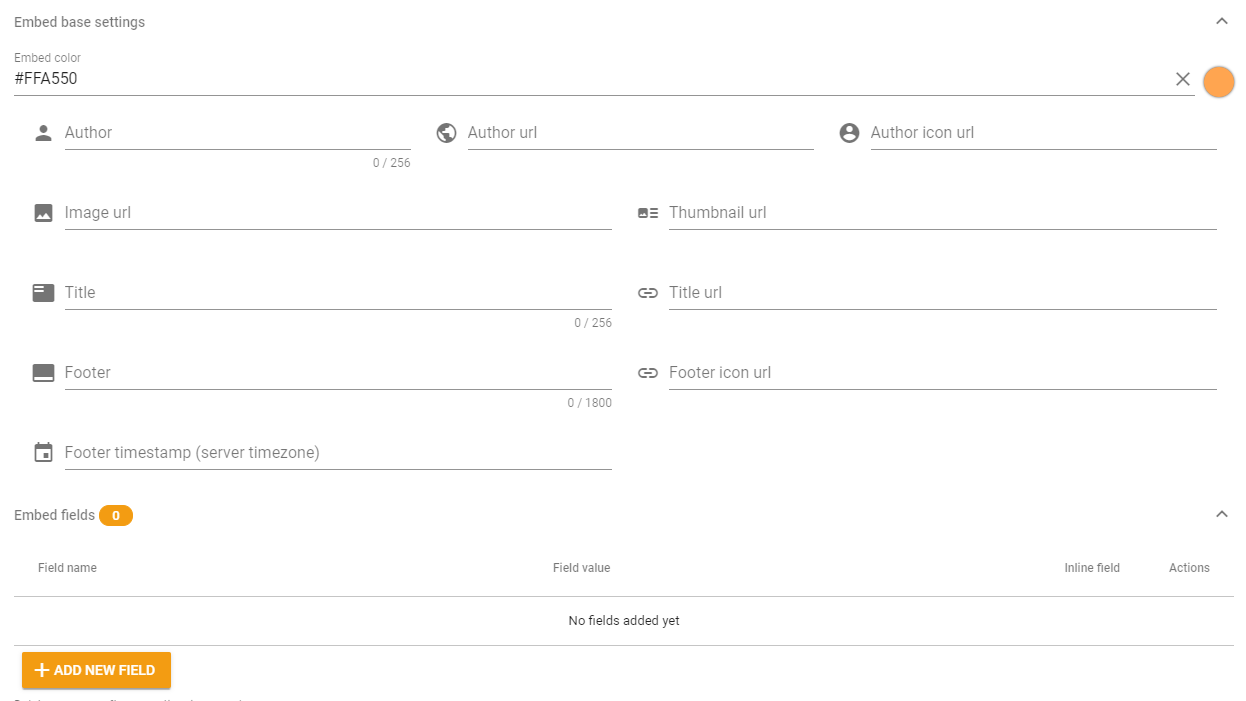 Embed base settings
Embed color
#FFA550
Author
Author url
Author icon url
0 / 256
Image url
Thumbnail url
Title
Title url
0 / 256
Footer
Footer icon url
0 / 1800
Footer timestamp (server timezone)
Embed fields 0
Field name
Field value
Inline field
Actions
No fields added yet
ADD NEW FIELD